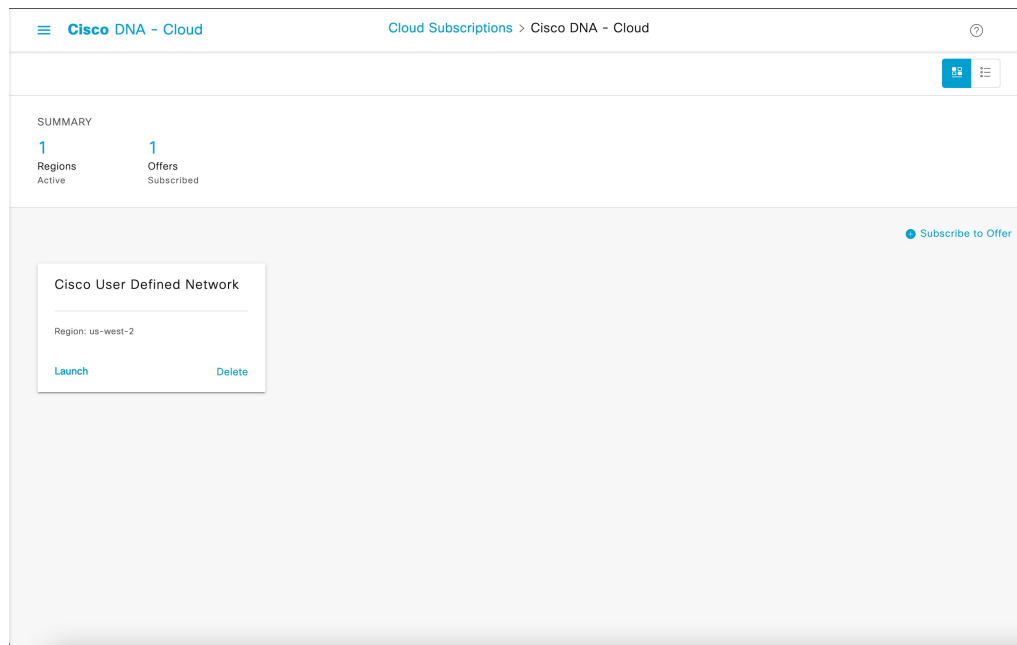 Cisco DNA - Cloud
Cloud Subscriptions > Cisco DNA - Cloud
SUMMARY
1 1
Regions Offers
Active Subscribed
Subscribe to Offer
Cisco User Defined Network
Region: us-west-2
Launch Delete